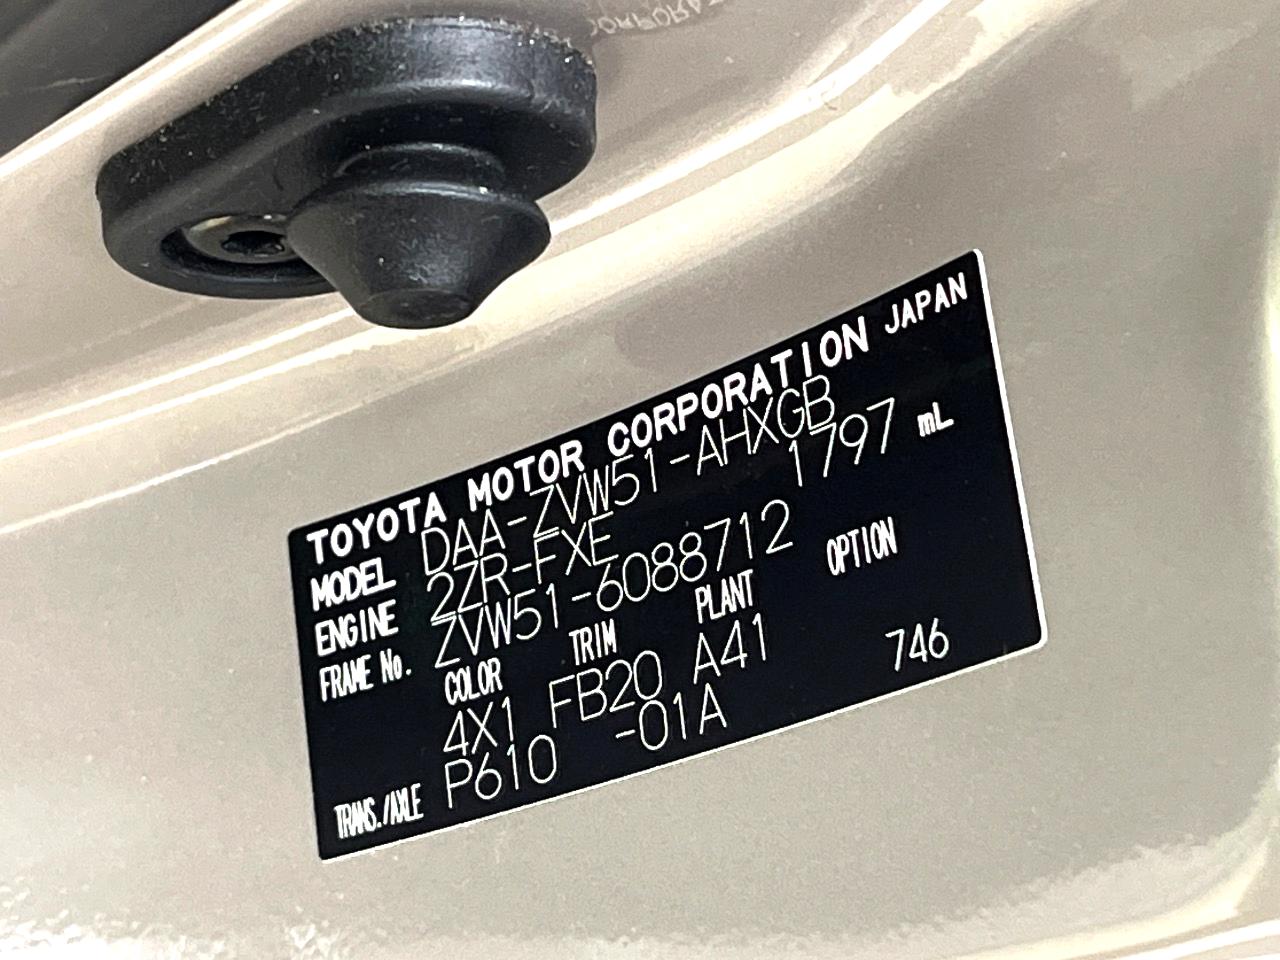 TOYOTA MOTOR CORPORATION JAPAN
MODEL DAA-ZVW51-AHXGB
ENGINE 2ZR-FXE 1797 mL
FRAME No. ZVW51-6088712
COLOR TRIM PLANT OPTION
4X1 FB20 A41 746
TRANS./AXLE P610 -01A